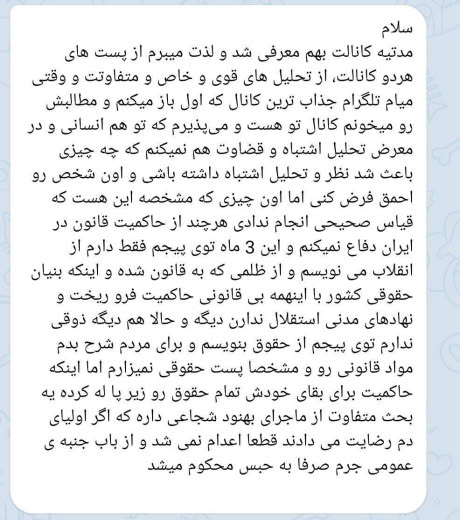 سلام
مدتیه کانالت بهم معرفی شد و لذت میبرم از پست های
هردو کانالت، از تحلیل های قوی و خاص و متفاوتت و وقتی
میام تلگرام جذاب ترین کانال که اول باز میکنم و مطالبش
رو میخونم کانال تو هست و می‌پذیرم که تو هم انسانی و در
معرض تحلیل اشتباه و قضاوت هم نمیکنم که چه چیزی
باعث شد نظر و تحلیل اشتباه داشته باشی و اون شخص رو
احمق فرض کنی اما اون چیزی که مشخصه این هست که
قیاس صحیحی انجام ندادی هرچند از حاکمیت قانون در
ایران دفاع نمیکنم و این 3 ماه توی پیجم فقط دارم از
انقلاب می نویسم و از ظلمی که به قانون شده و اینکه بنیان
حقوقی کشور با اینهمه بی قانونی حاکمیت فرو ریخت و
نهادهای مدنی استقلال ندارن دیگه و حالا هم دیگه ذوقی
ندارم توی پیجم از حقوق بنویسم و برای مردم شرح بدم
مواد قانونی رو و مشخصا پست حقوقی نمیزارم اما اینکه
حاکمیت برای بقای خودش تمام حقوق رو زیر پا له کرده یه
بحث متفاوت از ماجرای بهنود شجاعی داره که اگر اولیای
دم رضایت می دادند قطعا اعدام نمی شد و از باب جنبه ی
عمومی جرم صرفا به حبس محکوم میشد